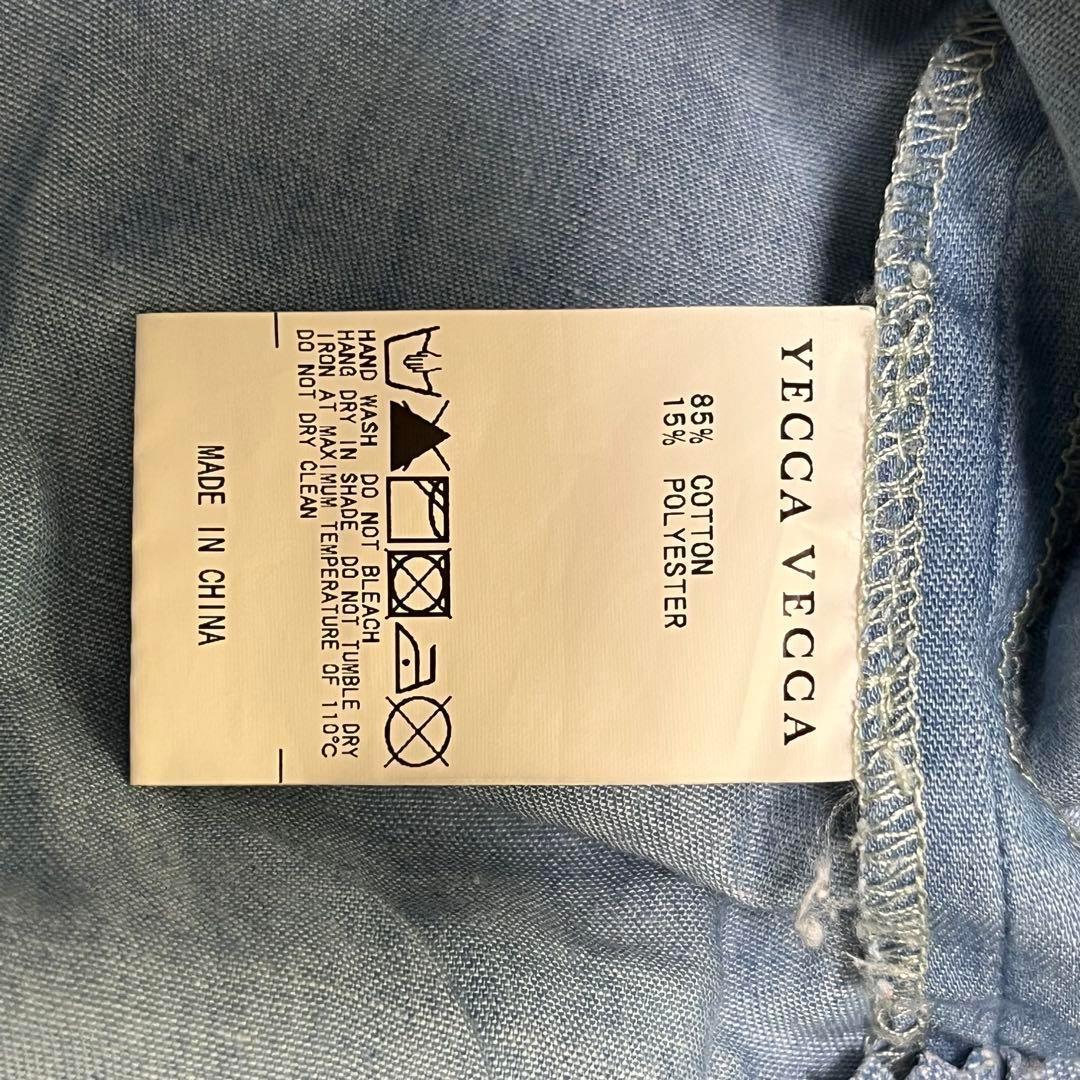 YECCA VECCA
85% COTTON
15% POLYESTER
HAND WASH DO NOT BLEACH
HANG DRY IN SHADE DO NOT TUMBLE DRY
IRON AT MAXIMUM TEMPERATURE OF 110°C
DO NOT DRY CLEAN
MADE IN CHINA